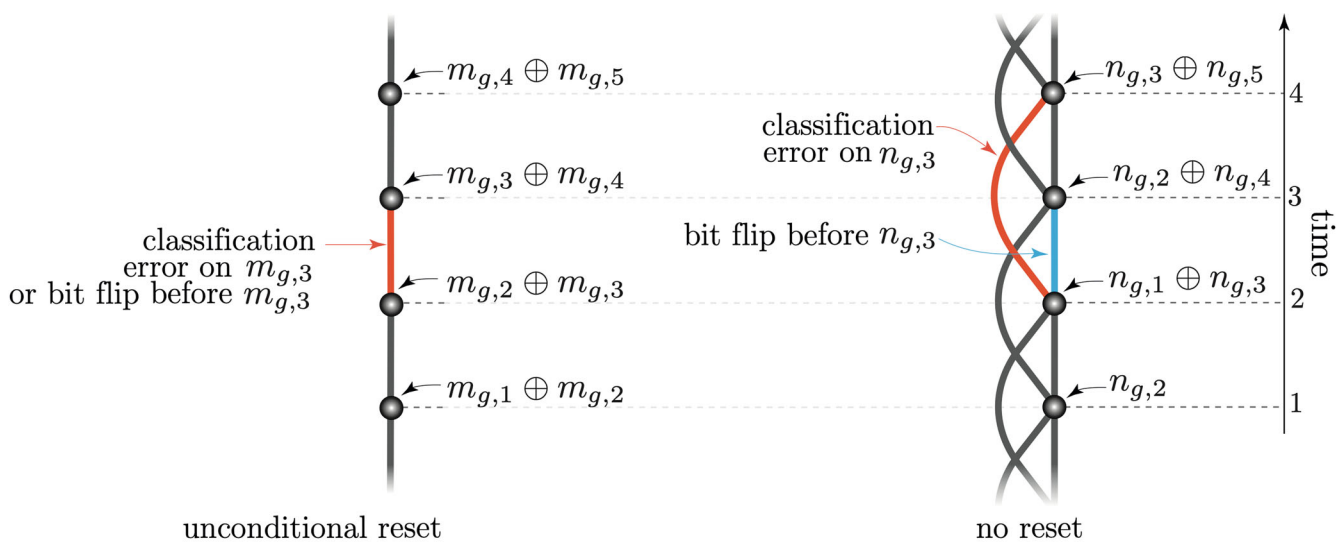 m_{g,4} ⊕ m_{g,5}
m_{g,3} ⊕ m_{g,4}
classification
error on m_{g,3}
or bit flip before m_{g,3}
m_{g,2} ⊕ m_{g,3}
m_{g,1} ⊕ m_{g,2}
unconditional reset
n_{g,3} ⊕ n_{g,5}
classification
error on n_{g,3}
n_{g,2} ⊕ n_{g,4}
bit flip before n_{g,3}
n_{g,1} ⊕ n_{g,3}
n_{g,2}
no reset
4
3
2
1
time